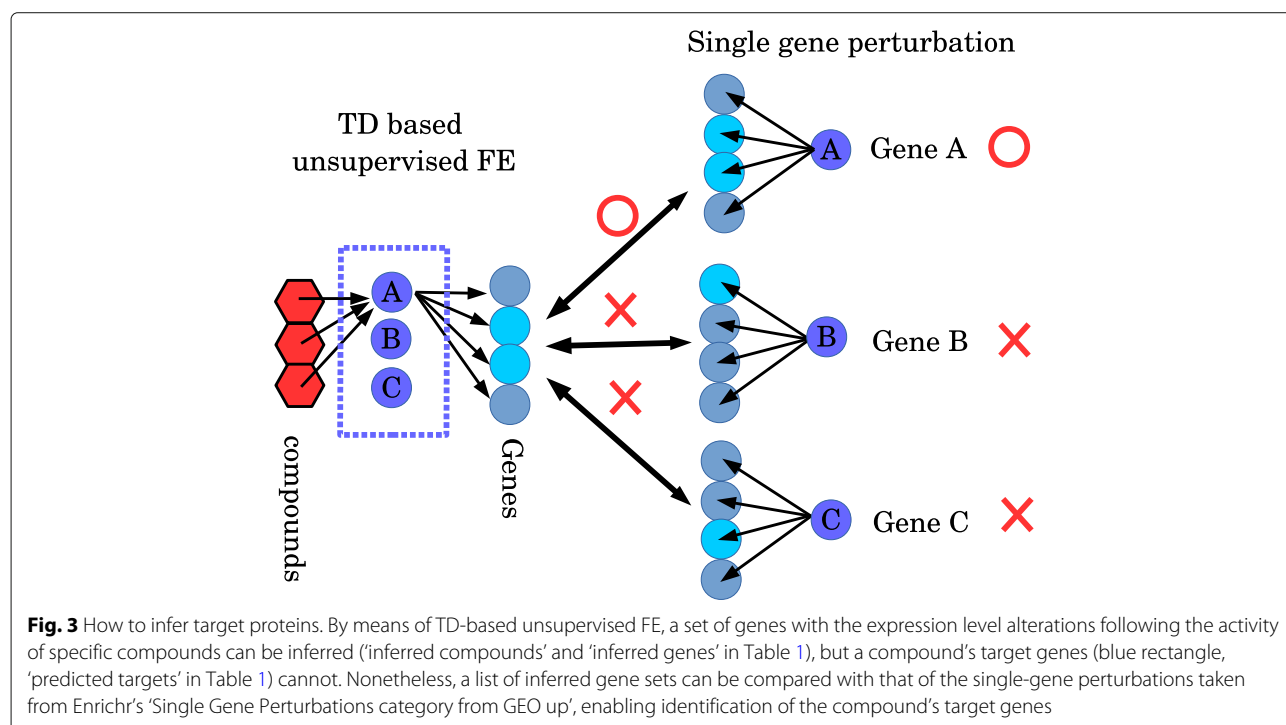 Single gene perturbation
TD based
unsupervised FE
A
Gene A
A
B
C
B
Gene B
compounds
Genes
C
Gene C
Fig. 3 How to infer target proteins. By means of TD-based unsupervised FE, a set of genes with the expression level alterations following the activity
of specific compounds can be inferred (‘inferred compounds’ and ‘inferred genes’ in Table 1), but a compound’s target genes (blue rectangle,
‘predicted targets’ in Table 1) cannot. Nonetheless, a list of inferred gene sets can be compared with that of the single-gene perturbations taken
from Enrichr’s ‘Single Gene Perturbations category from GEO up’, enabling identification of the compound’s target genes